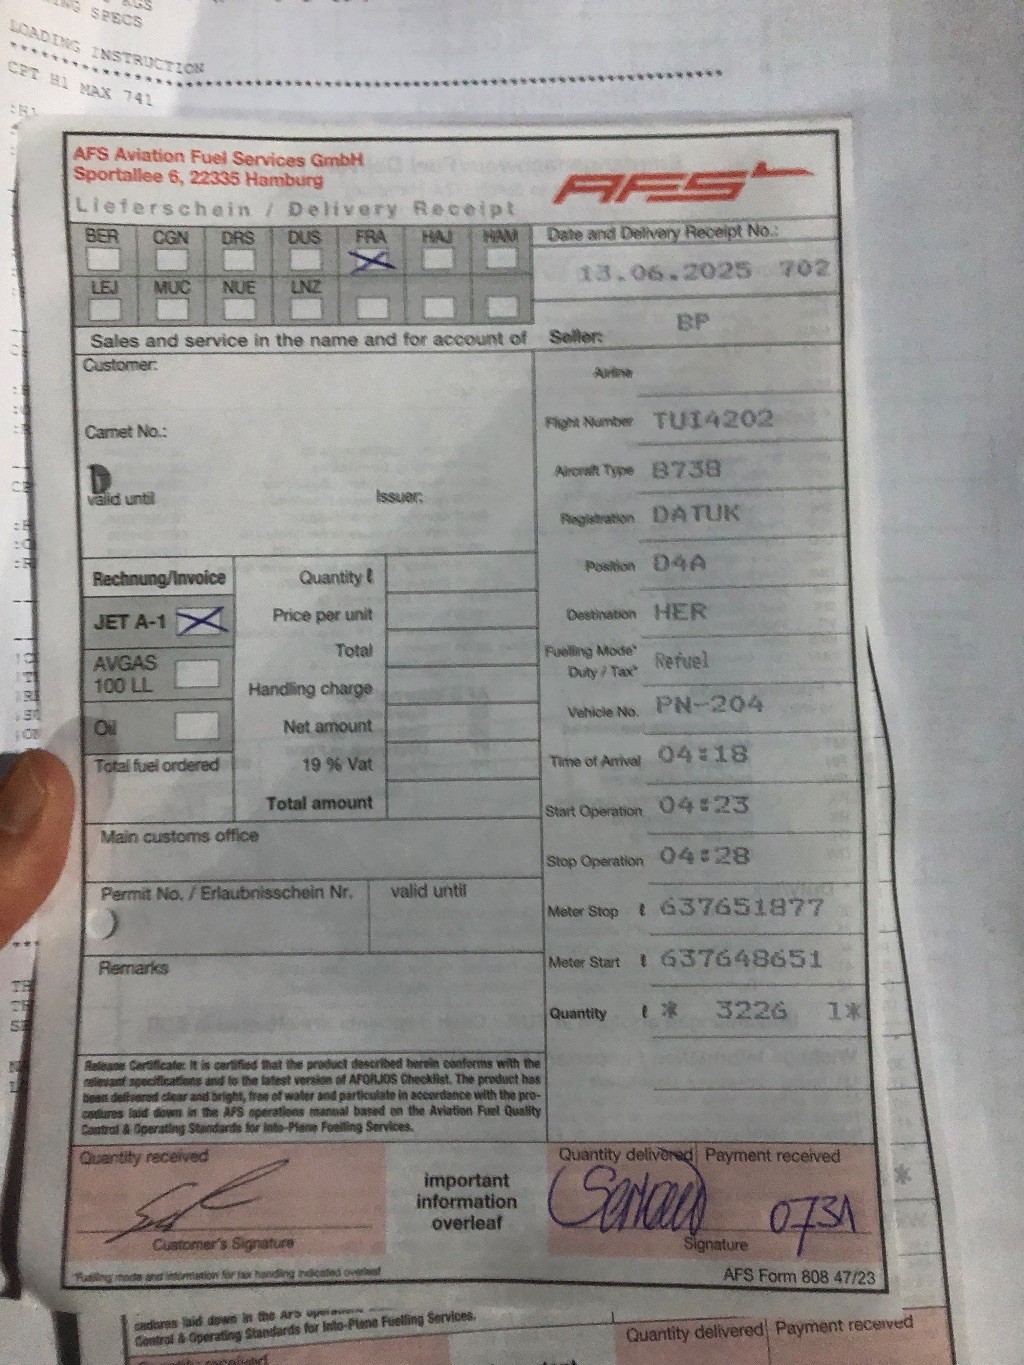 KGS
SPECS
LOADING INSTRUCTION
CPT H1 MAX 741
AFS Aviation Fuel Services GmbH
Sportallee 6, 22335 Hamburg
AFS
Lieferschein / Delivery Receipt
BER CGN DRS DUS FRA HAJ HAM
LEJ MUC NUE LNZ
Date and Delivery Receipt No.:
13.06.2025 702
Sales and service in the name and for account of
Seller: BP
Customer:
Carnet No.:
valid until
Issuer:
Airline
Flight Number TUI4202
Aircraft Type B738
Registration DATUK
Position D4A
Destination HER
Fuelling Mode*
Duty / Tax* Refuel
Vehicle No. PN-204
Time of Arrival 04:18
Start Operation 04:23
Stop Operation 04:28
Meter Stop ℓ 637651877
Meter Start ℓ 637648651
Quantity ℓ * 3226 l*
Rechnung/Invoice
JET A-1
AVGAS
100 LL
Oil
Total fuel ordered
Quantity ℓ
Price per unit
Total
Handling charge
Net amount
19 % Vat
Total amount
Main customs office
Permit No. / Erlaubnisschein Nr.
valid until
Remarks
Release Certificate: It is certified that the product described herein conforms with the
relevant specifications and to the latest version of AFQRJOS Checklist. The product has
been delivered clear and bright, free of water and particulate in accordance with the pro-
cedures laid down in the AFS operations manual based on the Aviation Fuel Quality
Control & Operating Standards for Into-Plane Fuelling Services.
Quantity received
Customer's Signature
important
information
overleaf
Quantity delivered Payment received
0731
Signature
*Fuelling mode and information for tax handling indicated overleaf
AFS Form 808 47/23
cedures laid down in the AFS
Control & Operating Standards for Into-Plane Fuelling Services.
Quantity delivered Payment received